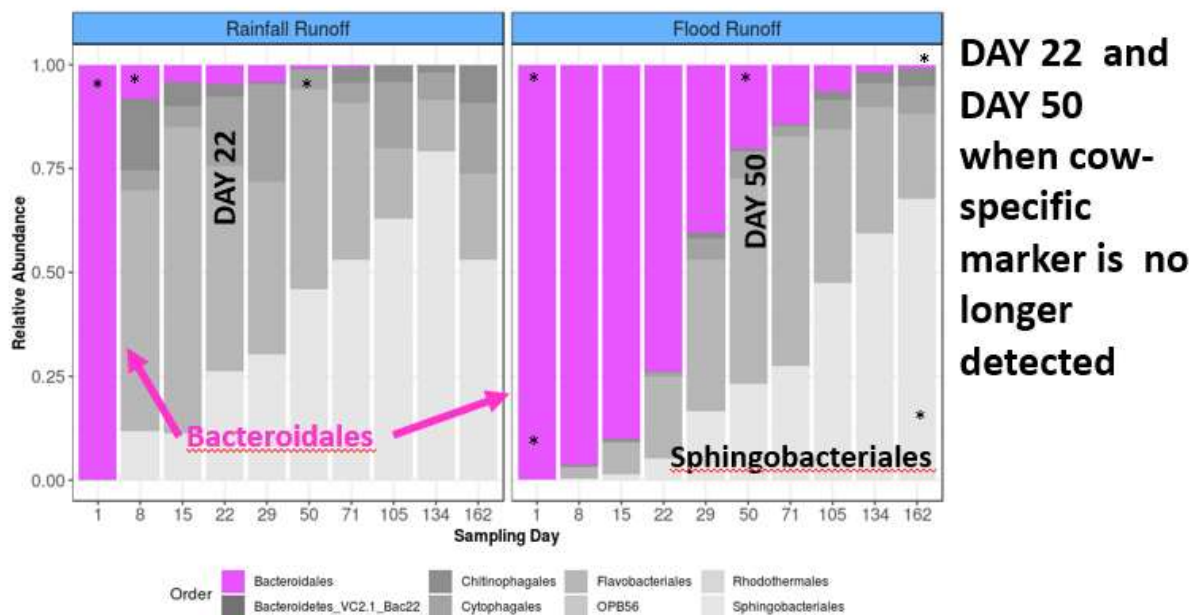 Rainfall Runoff
Flood Runoff
DAY 22 and
DAY 50
when cow-
specific
marker is no
longer
detected
Relative Abundance
1.00
0.75
0.50
0.25
0.00
* * *
DAY 22
* * *
DAY 50
*
*
*
Bacteroidales
Sphingobacteriales
1 8 15 22 29 50 71 105 134 162
1 8 15 22 29 50 71 105 134 162
Sampling Day
Order
Bacteroidales
Bacteroidetes_VC2.1_Bac22
Chitinophagales
Cytophagales
Flavobacteriales
OPB56
Rhodothermales
Sphingobacteriales